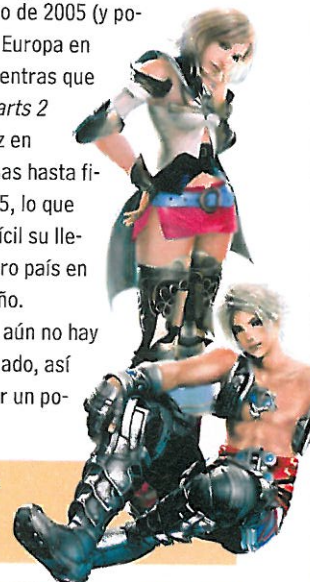 o de 2005 (y po-
Europa en
entras que
arts 2
z en
as hasta fi-
5, lo que
ícil su lle-
ro país en
ño.
aún no hay
ado, así
r un po-